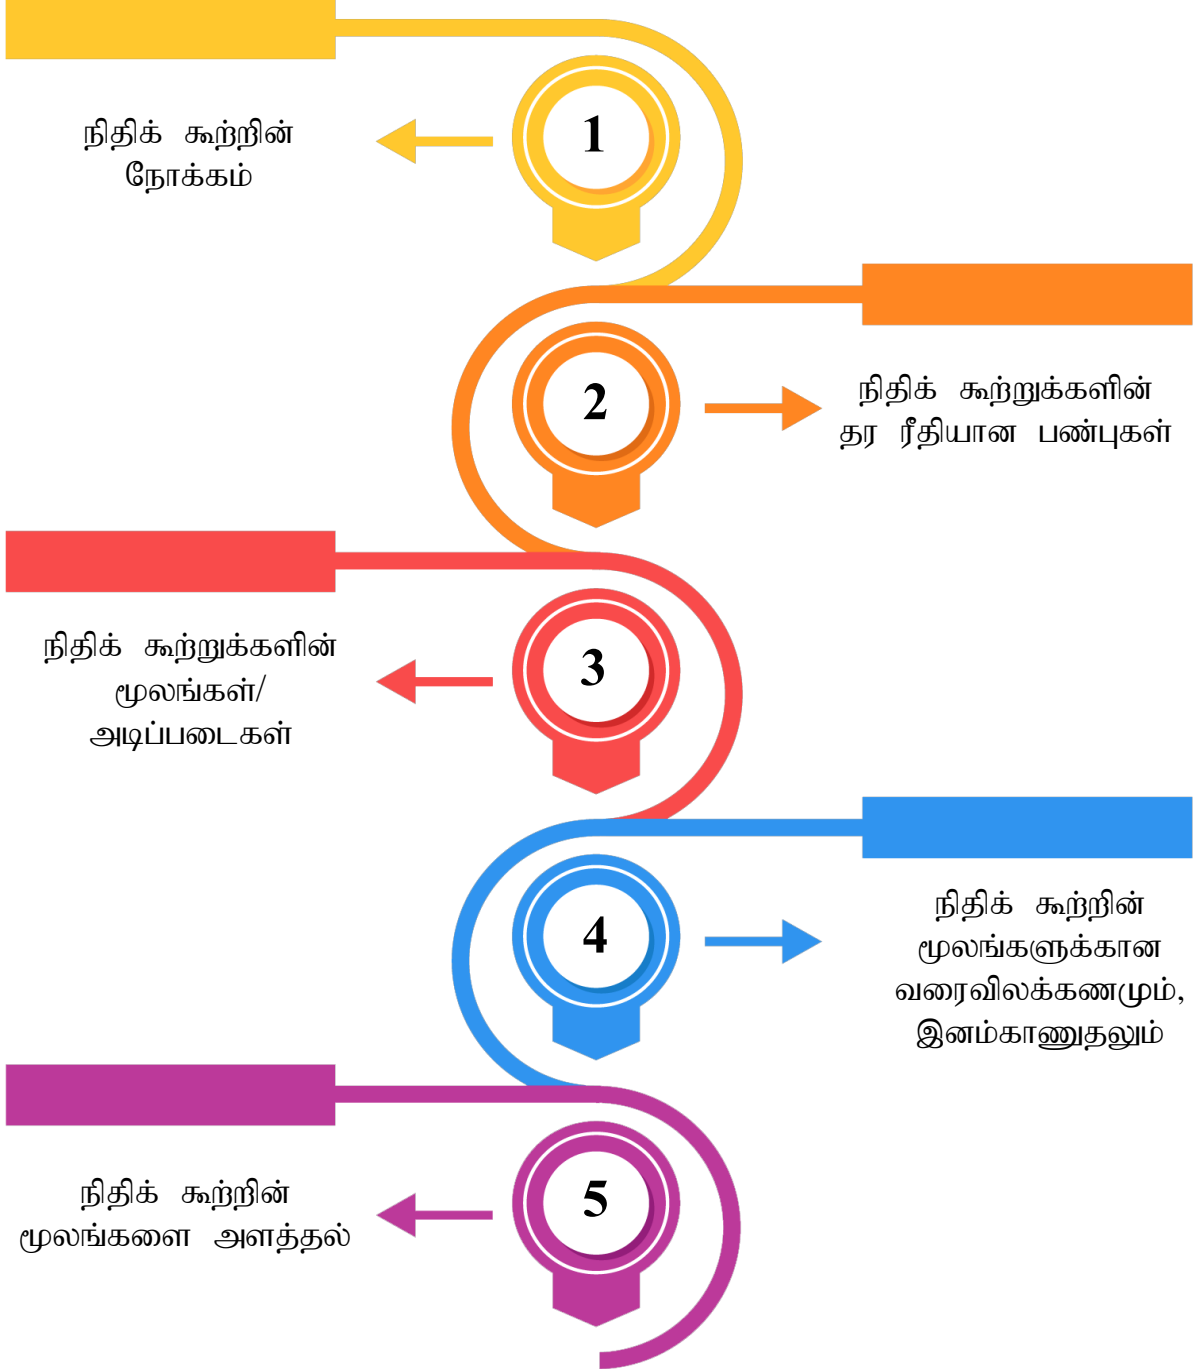 1
நிதிக் கூற்றின்
நோக்கம்
2
நிதிக் கூற்றுக்களின்
தர ரீதியான பண்புகள்
3
நிதிக் கூற்றுக்களின்
மூலங்கள்/
அடிப்படைகள்
4
நிதிக் கூற்றின்
மூலங்களுக்கான
வரைவிலக்கணமும்,
இனம்காணுதலும்
5
நிதிக் கூற்றின்
மூலங்களை அளத்தல்